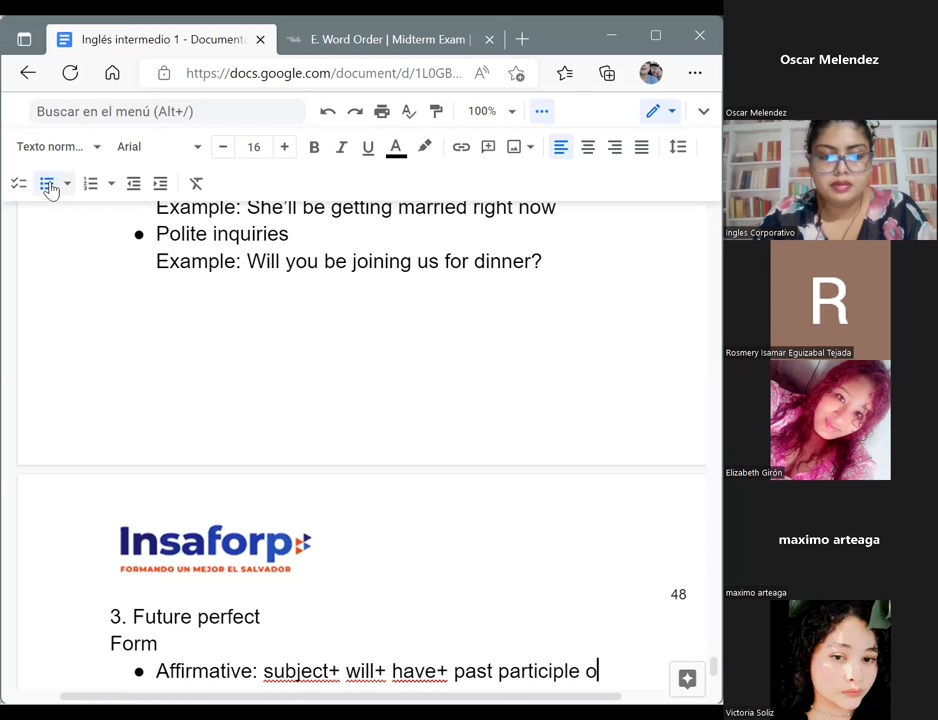 Inglés intermedio 1 - Document
E. Word Order | Midterm Exam |
https://docs.google.com/document/d/1L0GB...
Buscar en el menú (Alt+/)
100%
Texto norm...
Arial
16
Example: She'll be getting married right now
● Polite inquiries
Example: Will you be joining us for dinner?
Insaforp
FORMANDO UN MEJOR EL SALVADOR
48
3. Future perfect
Form
● Affirmative: subject+ will+ have+ past participle o
Oscar Melendez
Oscar Melendez
Ingles Corporativo
R
Rosmery Isamar Eguizabal Tejada
Elizabeth Girón
maximo arteaga
maximo arteaga
Victoria Soliz